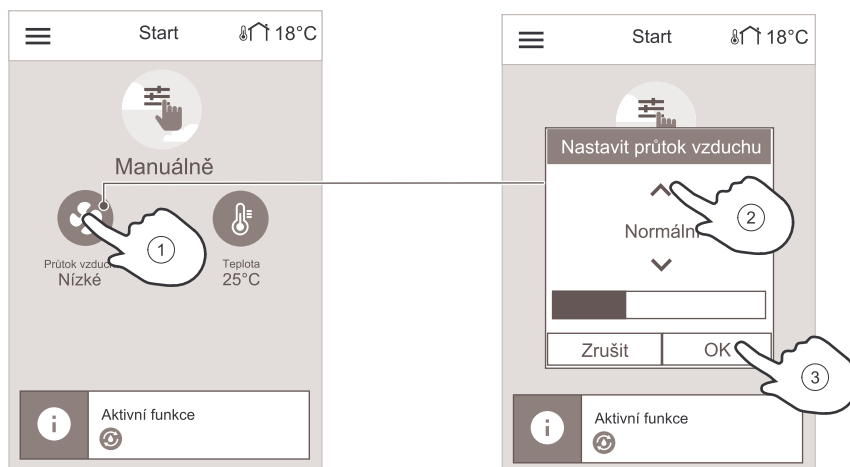 Start
18°C
Manuálně
Nízké
Teplota
25°C
1
i
Aktivní funkce
Start
18°C
Nastavit průtok vzduchu
2
Zrušit
OK
3
i
Aktivní funkce
Průtok